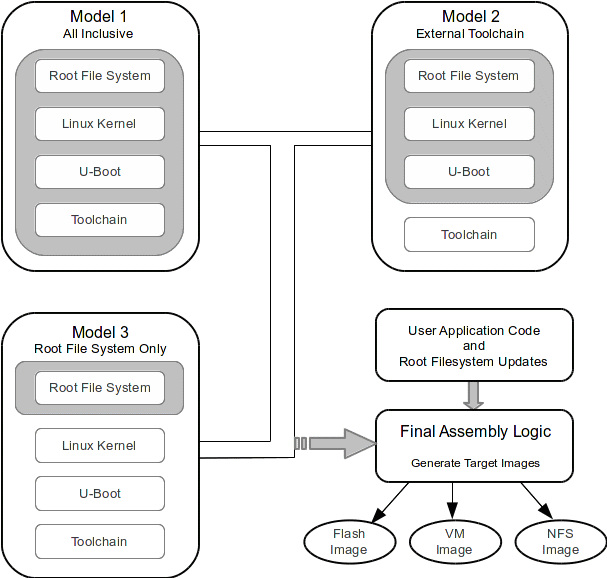 Model 1
All Inclusive
Root File System
Linux Kernel
U-Boot
Toolchain
Model 2
External Toolchain
Root File System
Linux Kernel
U-Boot
Toolchain
Model 3
Root File System Only
Root File System
Linux Kernel
U-Boot
Toolchain
User Application Code
and
Root Filesystem Updates
Final Assembly Logic
Generate Target Images
Flash
Image
VM
Image
NFS
Image